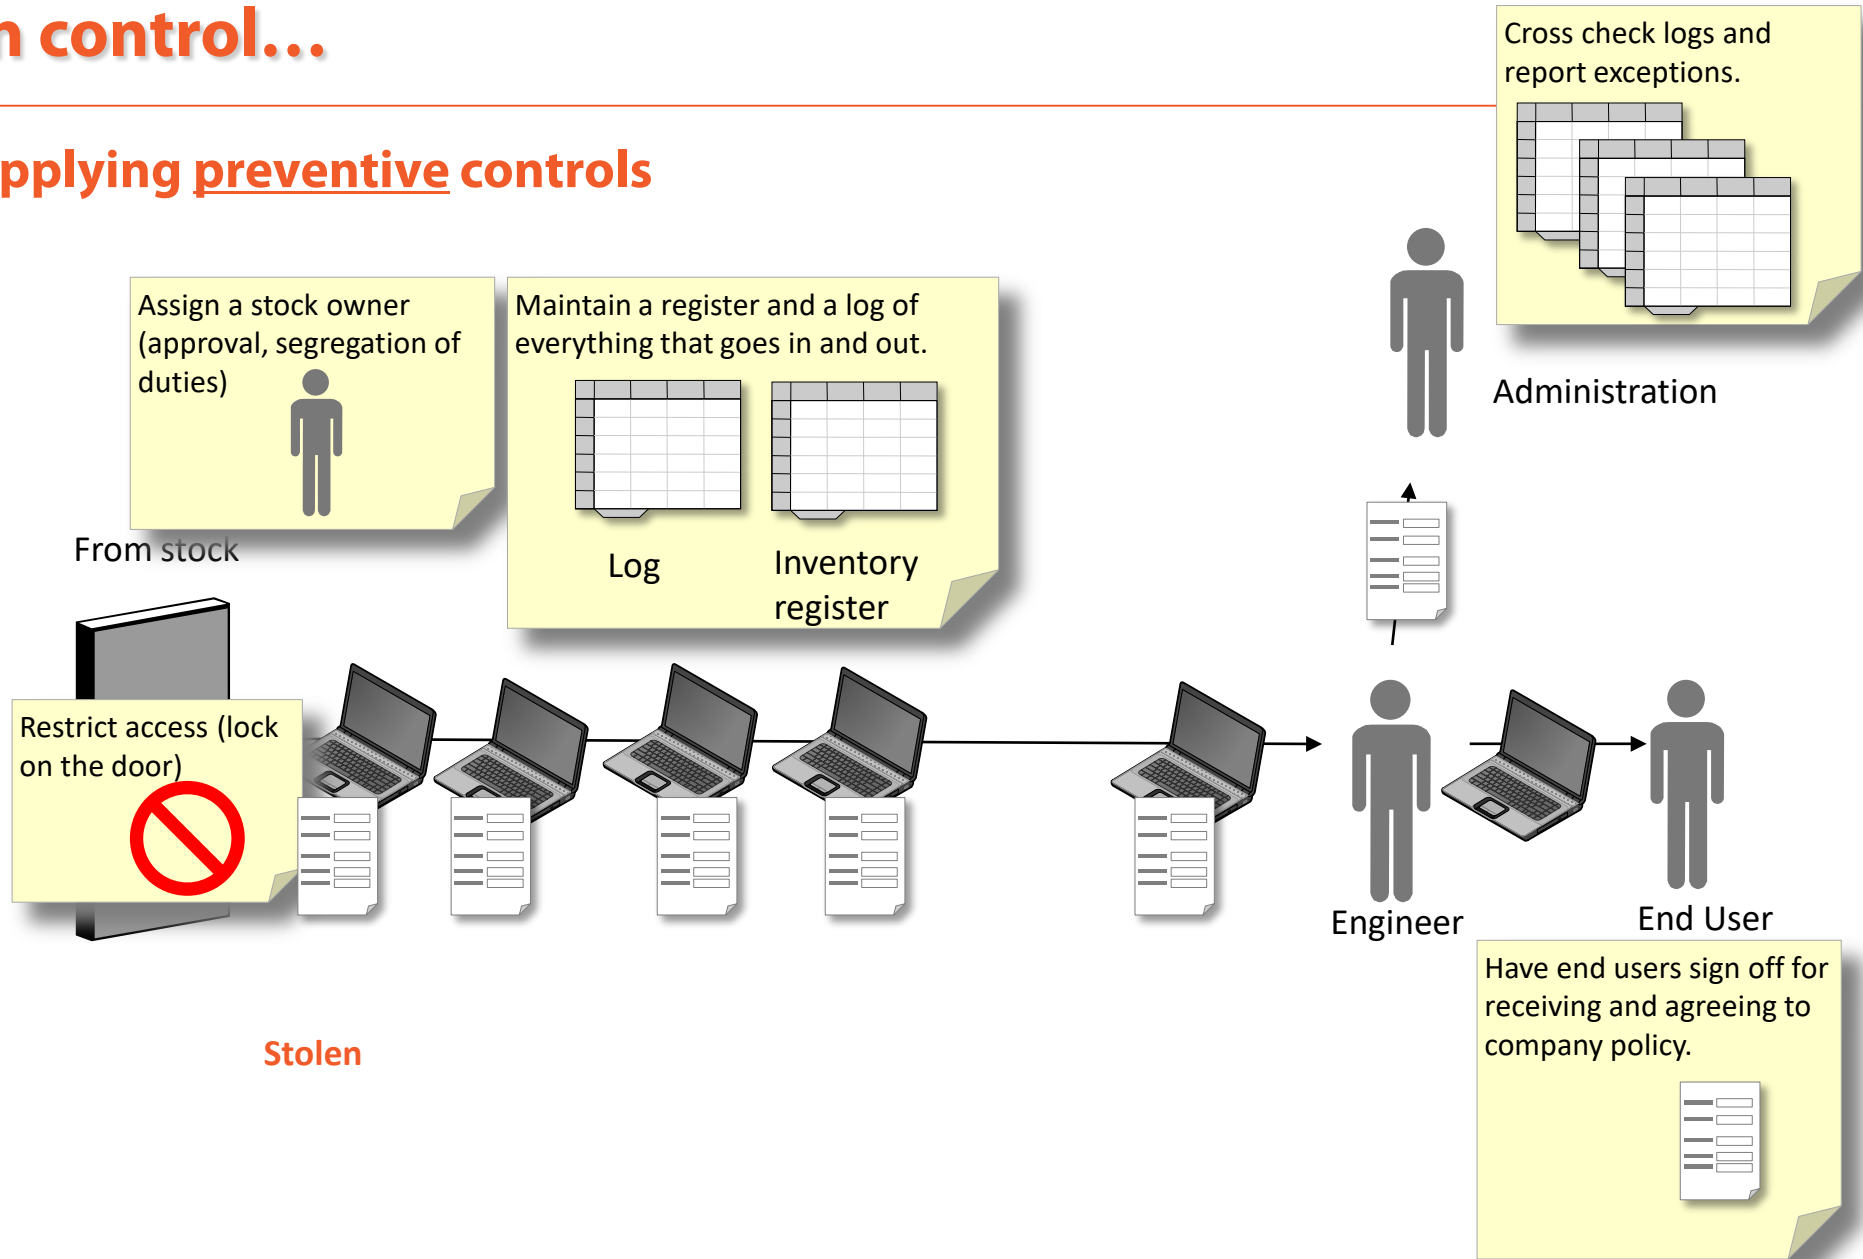 n control...
pplying preventive controls
Cross check logs and
report exceptions.
Assign a stock owner
(approval, segregation of
duties)
Maintain a register and a log of
everything that goes in and out.
Log
Inventory
register
Administration
From stock
Restrict access (lock
on the door)
Engineer
End User
Have end users sign off for
receiving and agreeing to
company policy.
Stolen